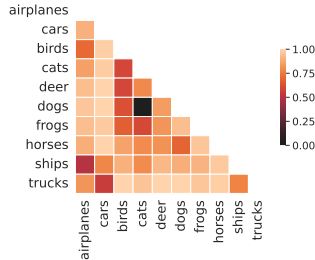 airplanes
cars
birds
cats
deer
dogs
frogs
horses
ships
trucks
airplanes
cars
birds
cats
deer
dogs
frogs
horses
ships
trucks
1.00
0.75
0.50
0.25
0.00